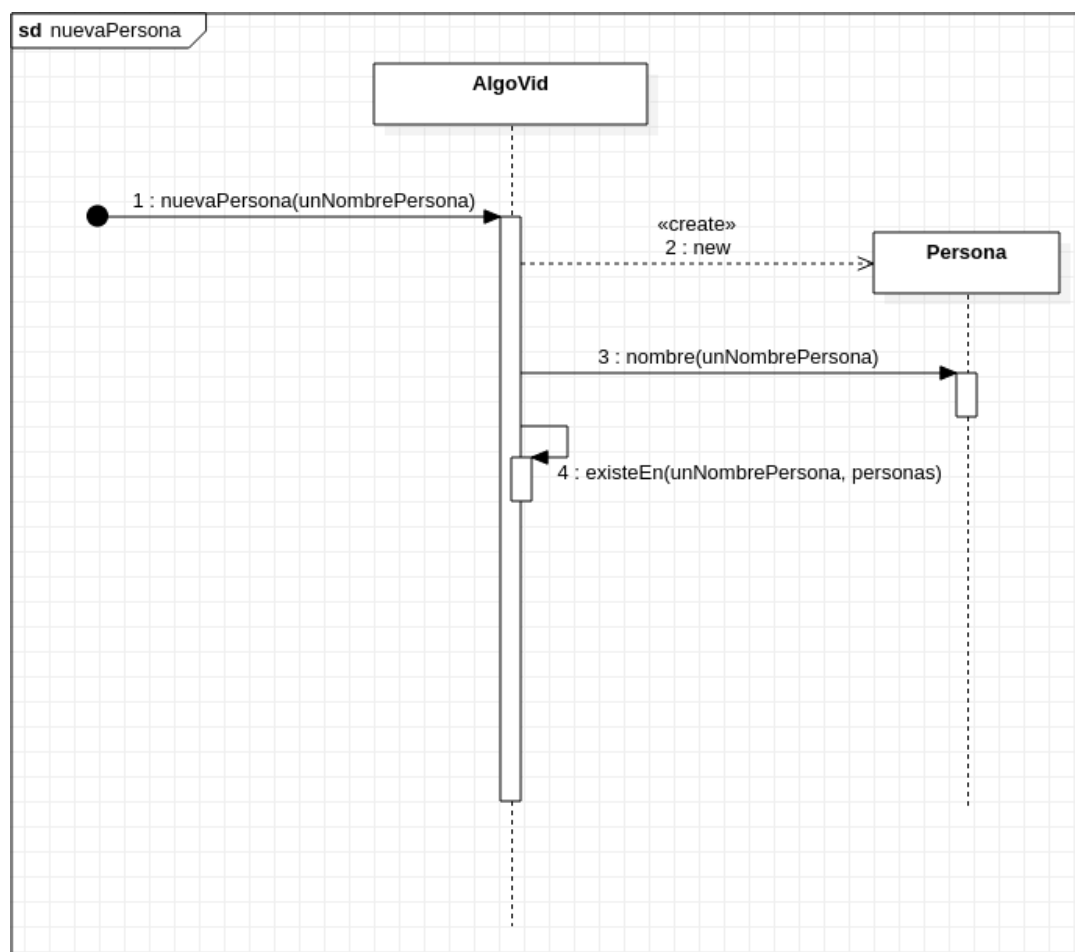 sd nuevaPersona
AlgoVid
1 : nuevaPersona(unNombrePersona)
«create»
2 : new
Persona
3 : nombre(unNombrePersona)
4 : existeEn(unNombrePersona, personas)